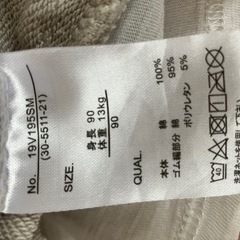 No. 19V195SM
(30-5511-21)
SIZE.
身長 90
体重 13kg
90
QUAL.
本体 綿 100%
ゴム編部分 綿 95%
ポリウレタン 5%
40